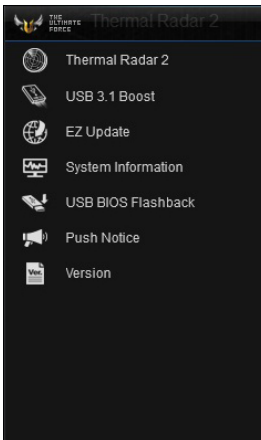 THE ULTIMATE FORCE Thermal Radar 2
Thermal Radar 2
USB 3.1 Boost
EZ Update
System Information
USB BIOS Flashback
Push Notice
Ver.
Version